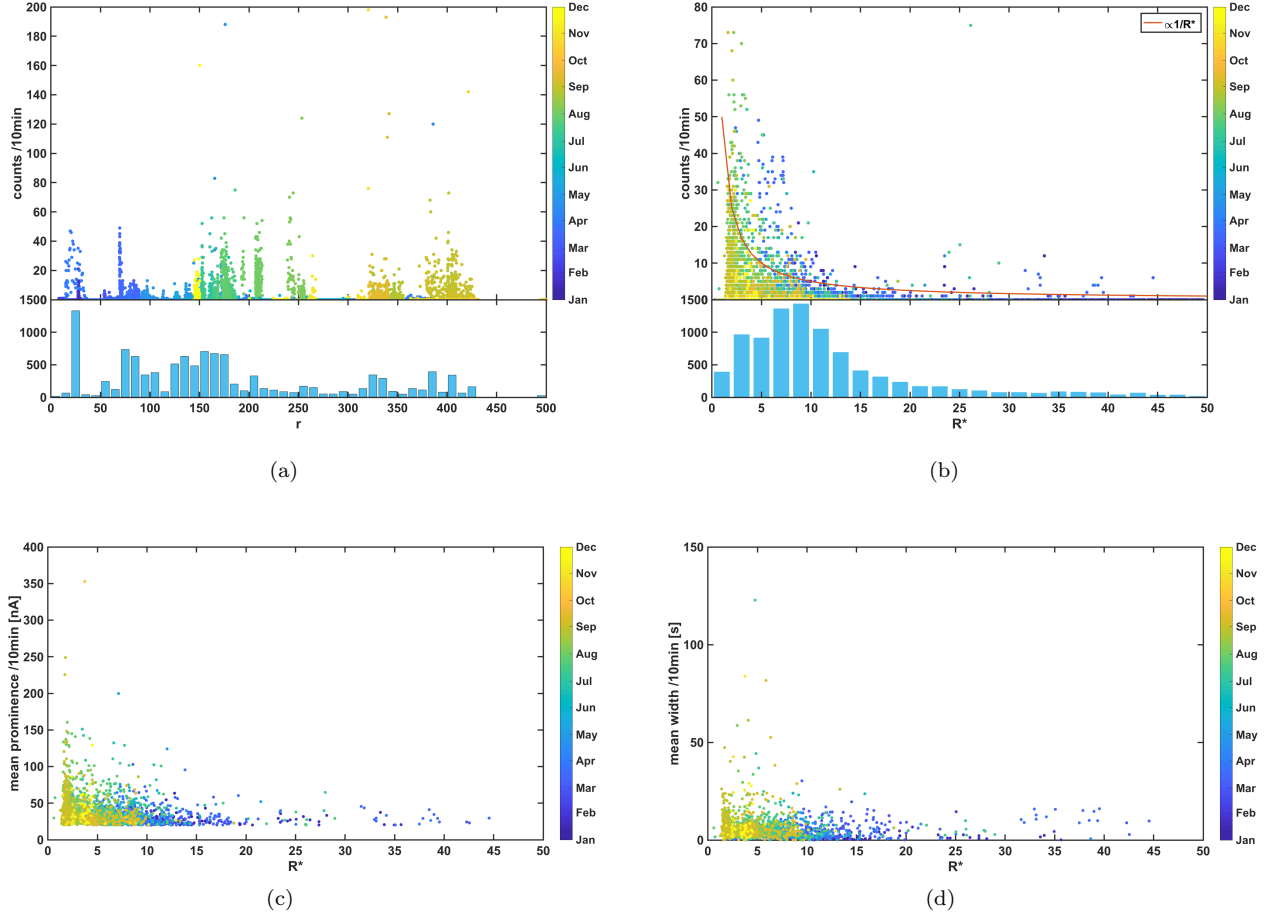 200
180
160
140
120
100
80
60
40
20
1500
1000
500
0
counts /10min
0 50 100 150 200 250 300 350 400 450 500
r
Dec
Nov
Oct
Sep
Aug
Jul
Jun
May
Apr
Mar
Feb
Jan
(a)
80
70
60
50
40
30
20
10
1500
1000
500
0
counts /10min
∝1/R*
0 5 10 15 20 25 30 35 40 45 50
R*
Dec
Nov
Oct
Sep
Aug
Jul
Jun
May
Apr
Mar
Feb
Jan
(b)
400
350
300
250
200
150
100
50
0
mean prominence /10min [nA]
0 5 10 15 20 25 30 35 40 45 50
R*
Dec
Nov
Oct
Sep
Aug
Jul
Jun
May
Apr
Mar
Feb
Jan
(c)
150
100
50
0
mean width /10min [s]
0 5 10 15 20 25 30 35 40 45 50
R*
Dec
Nov
Oct
Sep
Aug
Jul
Jun
May
Apr
Mar
Feb
Jan
(d)